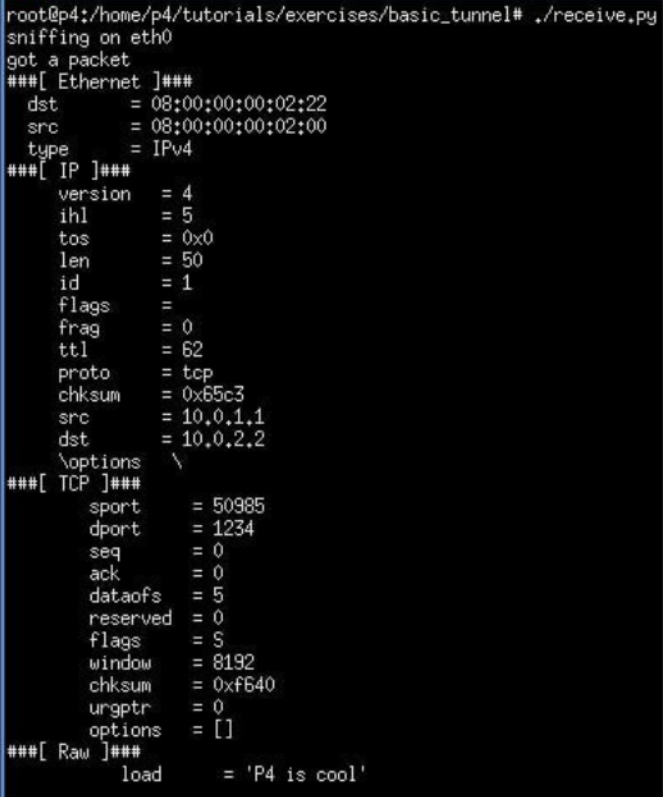 root@p4:/home/p4/tutorials/exercises/basic_tunnel# ./receive.py
sniffing on eth0
got a packet
###[ Ethernet ]###
  dst       = 08:00:00:00:02:22
  src       = 08:00:00:00:02:00
  type      = IPv4
###[ IP ]###
     version   = 4
     ihl       = 5
     tos       = 0x0
     len       = 50
     id        = 1
     flags     =
     frag      = 0
     ttl       = 62
     proto     = tcp
     chksum    = 0x65c3
     src       = 10.0.1.1
     dst       = 10.0.2.2
     \options   \
###[ TCP ]###
        sport     = 50985
        dport     = 1234
        seq       = 0
        ack       = 0
        dataofs   = 5
        reserved  = 0
        flags     = S
        window    = 8192
        chksum    = 0xf640
        urgptr    = 0
        options   = []
###[ Raw ]###
           load      = 'P4 is cool'